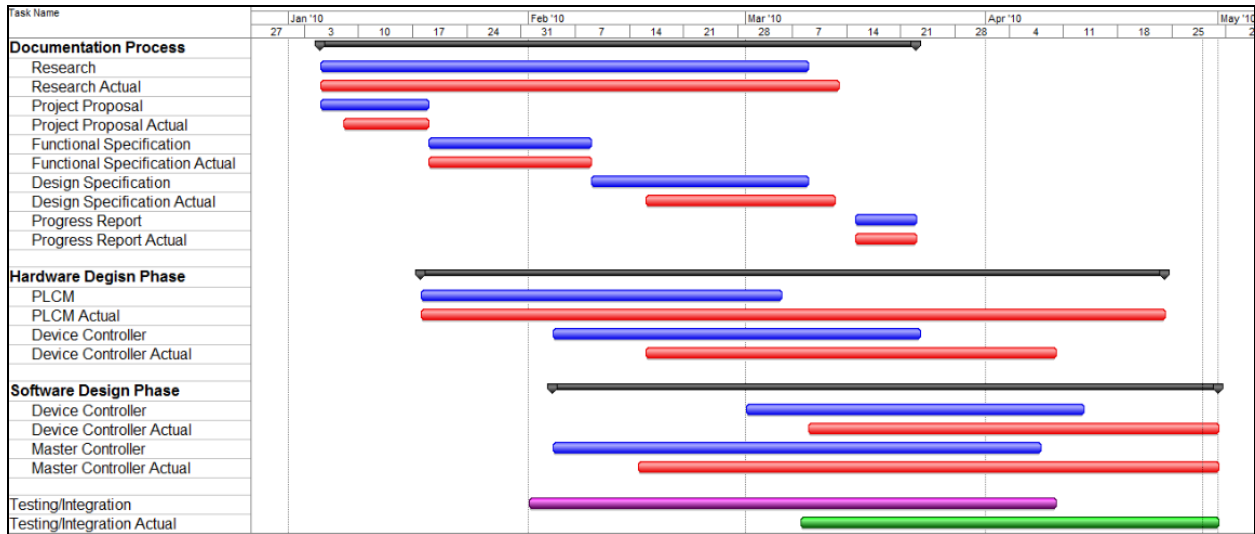 Task Name
Jan '10 Feb '10 Mar '10 Apr '10 May '10
27 3 10 17 24 31 7 14 21 28 7 14 21 28 4 11 18 25 2
Documentation Process
Research
Research Actual
Project Proposal
Project Proposal Actual
Functional Specification
Functional Specification Actual
Design Specification
Design Specification Actual
Progress Report
Progress Report Actual
Hardware Degisn Phase
PLCM
PLCM Actual
Device Controller
Device Controller Actual
Software Design Phase
Device Controller
Device Controller Actual
Master Controller
Master Controller Actual
Testing/Integration
Testing/Integration Actual